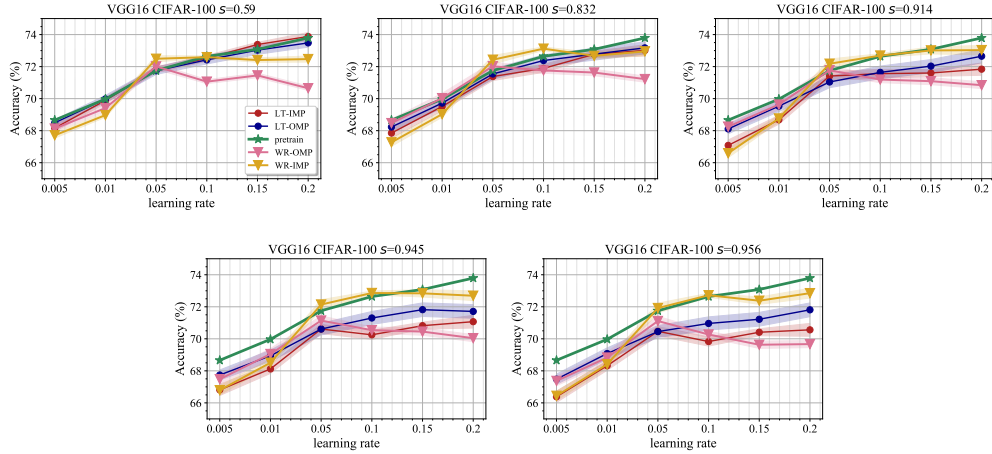 VGG16 CIFAR-100 s=0.59
74
72
70
68
66
Accuracy (%)
0.005 0.01 0.05 0.1 0.15 0.2
learning rate
LT-IMP
LT-OMP
pretrain
WR-OMP
WR-IMP
VGG16 CIFAR-100 s=0.832
74
72
70
68
66
Accuracy (%)
0.005 0.01 0.05 0.1 0.15 0.2
learning rate
VGG16 CIFAR-100 s=0.914
74
72
70
68
66
Accuracy (%)
0.005 0.01 0.05 0.1 0.15 0.2
learning rate
VGG16 CIFAR-100 s=0.945
74
72
70
68
66
Accuracy (%)
0.005 0.01 0.05 0.1 0.15 0.2
learning rate
VGG16 CIFAR-100 s=0.956
74
72
70
68
66
Accuracy (%)
0.005 0.01 0.05 0.1 0.15 0.2
learning rate